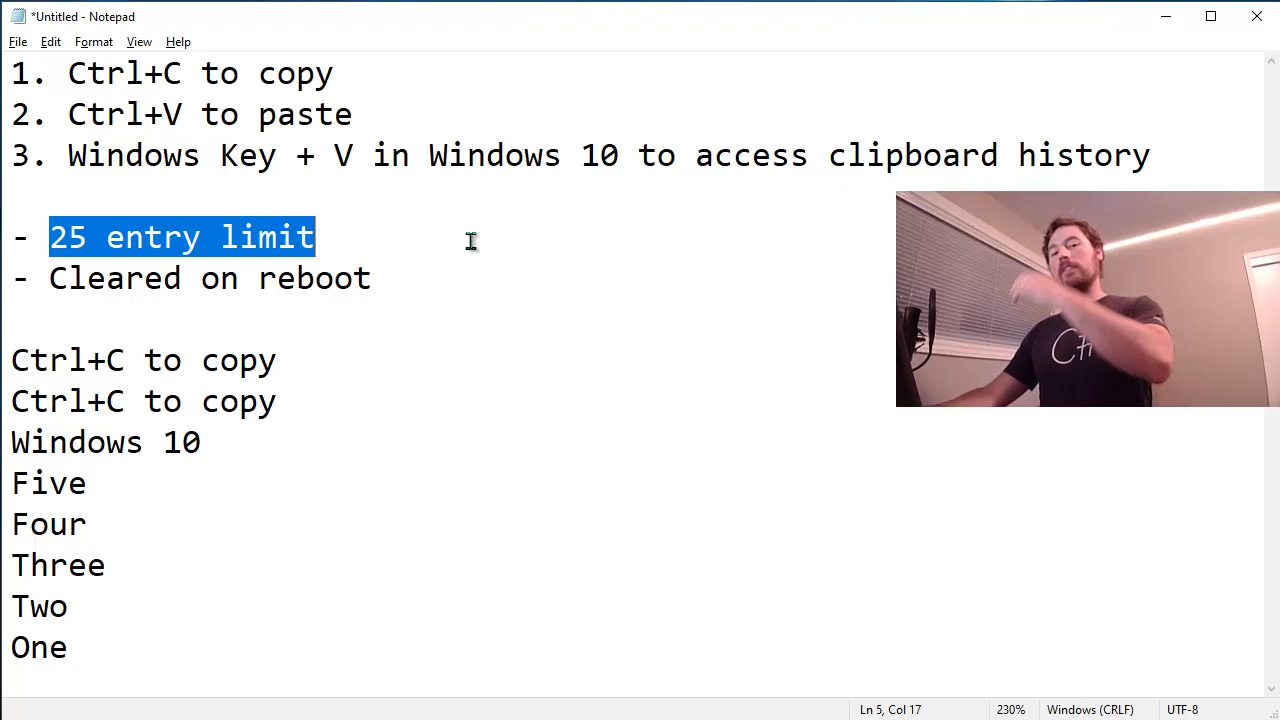 *Untitled - Notepad
File Edit Format View Help
1. Ctrl+C to copy
2. Ctrl+V to paste
3. Windows Key + V in Windows 10 to access clipboard history
- 25 entry limit
- Cleared on reboot
Ctrl+C to copy
Ctrl+C to copy
Windows 10
Five
Four
Three
Two
One
Ln 5, Col 17 230% Windows (CRLF) UTF-8